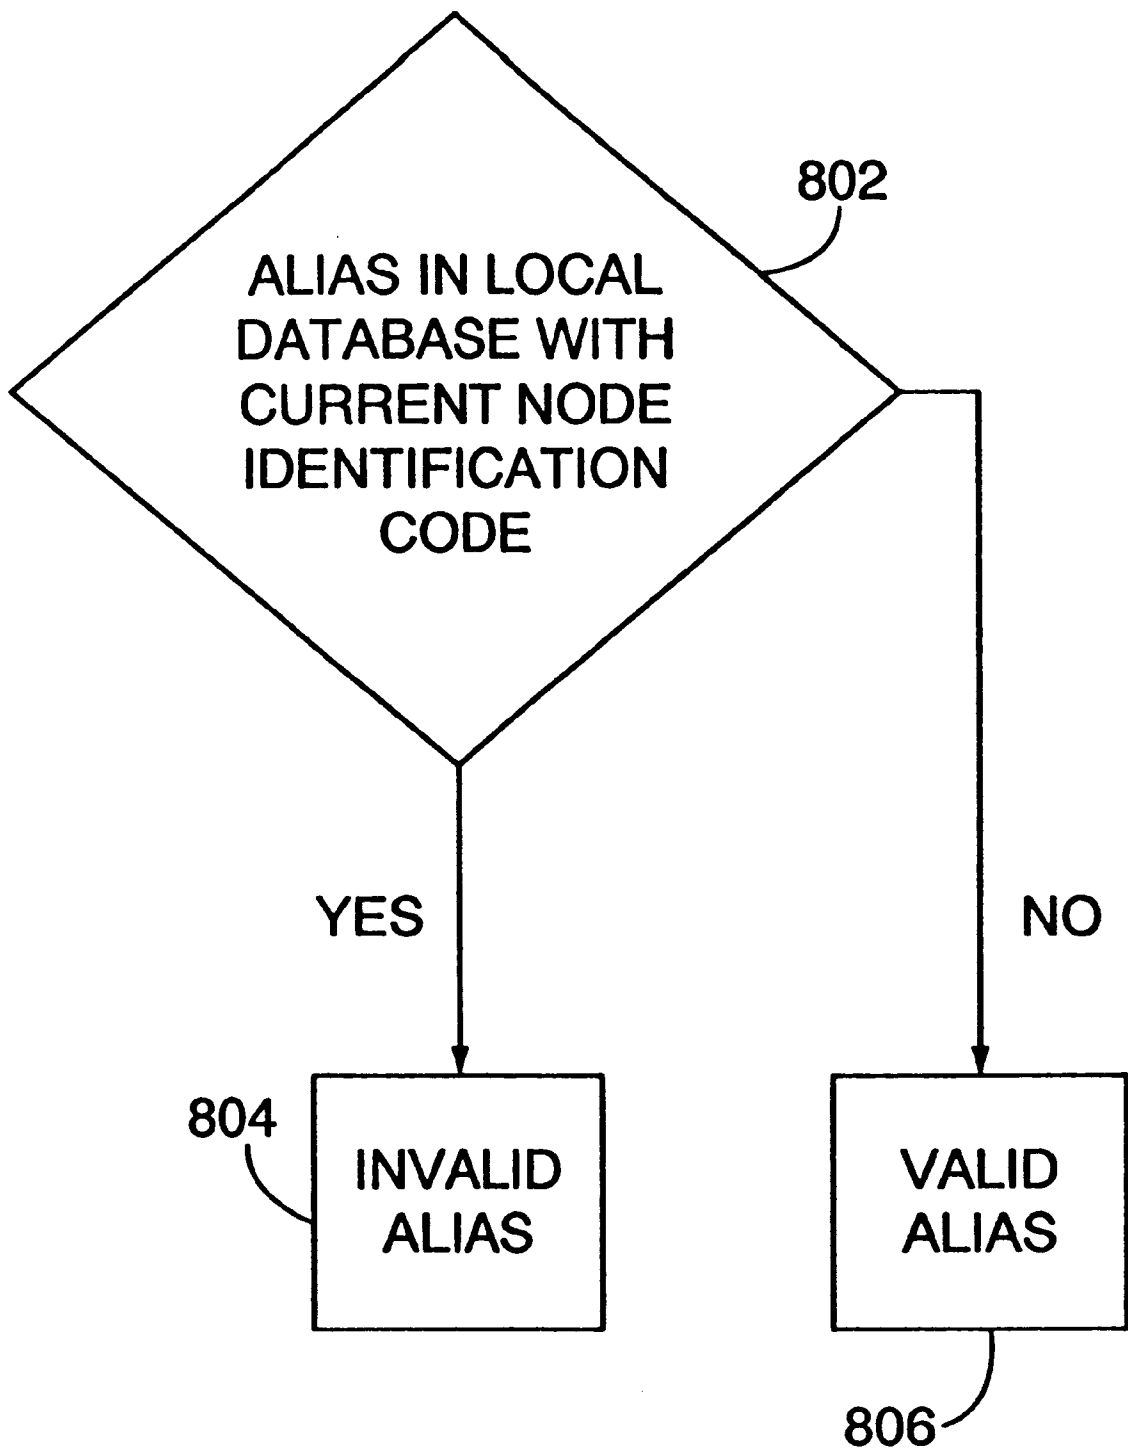 802
ALIAS IN LOCAL
DATABASE WITH
CURRENT NODE
IDENTIFICATION
CODE
YES
NO
804
INVALID
ALIAS
VALID
ALIAS
806